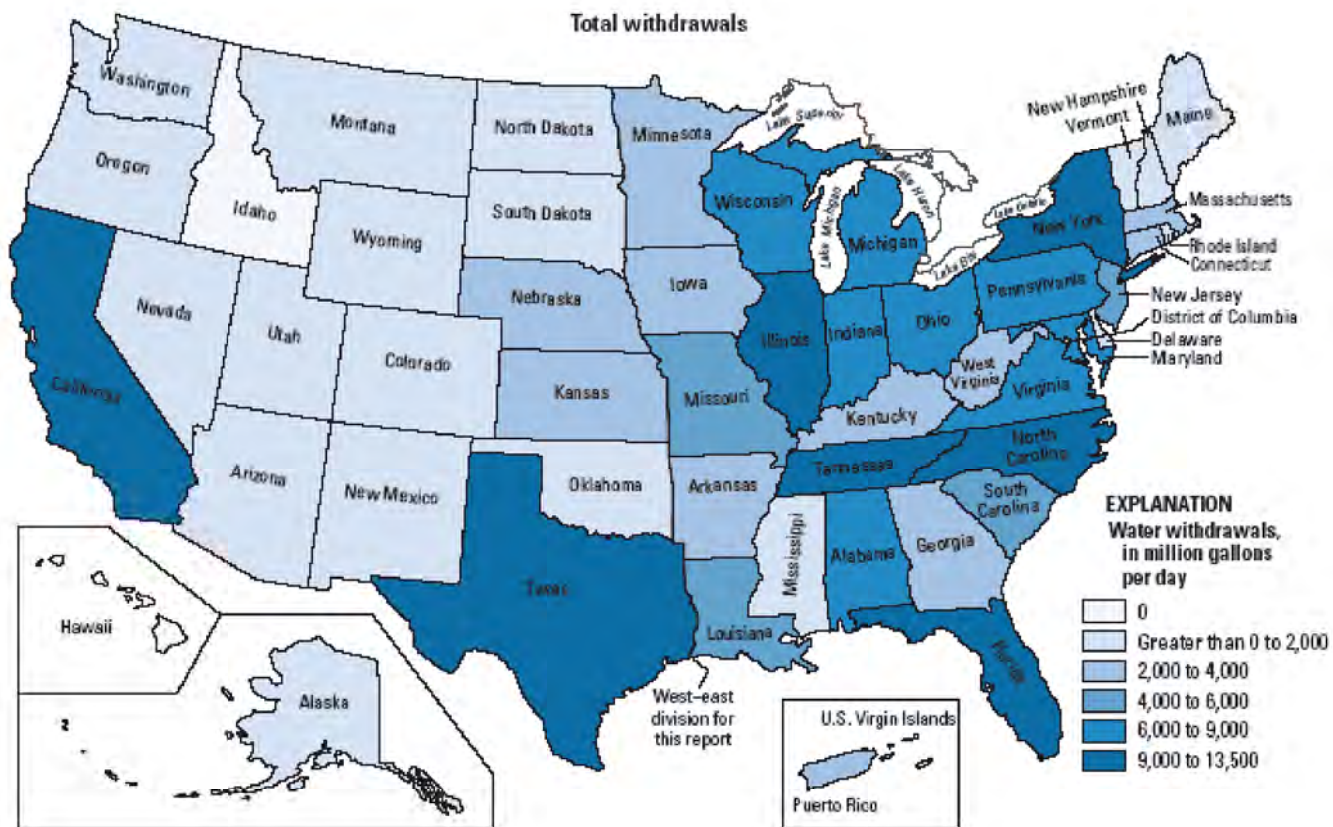 Total withdrawals
Washington
Montana
North Dakota
Minnesota
Lake Superior
New Hampshire
Vermont
Maine
Oregon
Idaho
Wyoming
South Dakota
Wisconsin
Lake Michigan
Michigan
Lake Huron
Lake Ontario
New York
Massachusetts
Rhode Island
Connecticut
Nevada
Utah
Colorado
Nebraska
Iowa
Illinois
Indiana
Ohio
Lake Erie
Pennsylvania
New Jersey
District of Columbia
Delaware
Maryland
California
Kansas
Missouri
Kentucky
West
Virginia
Virginia
Arizona
New Mexico
Oklahoma
Arkansas
Tennessee
North
Carolina
South
Carolina
Texas
Louisiana
Mississippi
Alabama
Georgia
Florida
Hawaii
Alaska
West–east
division for
this report
U.S. Virgin Islands
Puerto Rico
EXPLANATION
Water withdrawals,
in million gallons
per day
0
Greater than 0 to 2,000
2,000 to 4,000
4,000 to 6,000
6,000 to 9,000
9,000 to 13,500